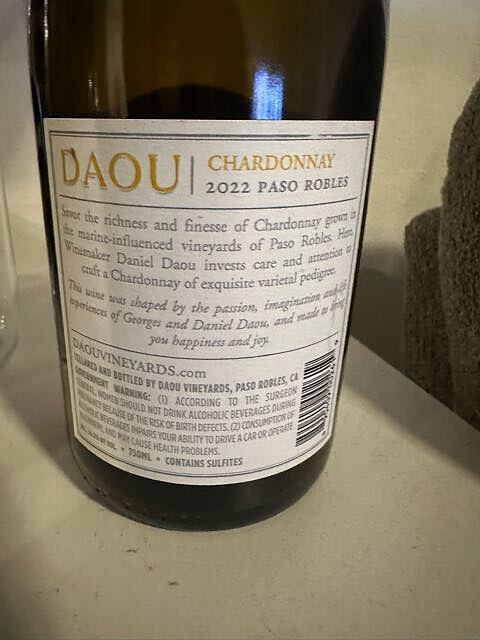 DAOU | CHARDONNAY
2022 PASO ROBLES
Savor the richness and finesse of Chardonnay grown in
the marine-influenced vineyards of Paso Robles. Here,
Winemaker Daniel Daou invests care and attention to
craft a Chardonnay of exquisite varietal pedigree.
This wine was shaped by the passion, imagination and life
experiences of Georges and Daniel Daou, and made to bring
you happiness and joy.
DAOUVINEYARDS.com
CELLARED AND BOTTLED BY DAOU VINEYARDS, PASO ROBLES, CA
GOVERNMENT WARNING: (1) ACCORDING TO THE SURGEON
GENERAL, WOMEN SHOULD NOT DRINK ALCOHOLIC BEVERAGES DURING
PREGNANCY BECAUSE OF THE RISK OF BIRTH DEFECTS. (2) CONSUMPTION OF
ALCOHOLIC BEVERAGES IMPAIRS YOUR ABILITY TO DRIVE A CAR OR OPERATE
MACHINERY, AND MAY CAUSE HEALTH PROBLEMS.
BY VOL. • 750ML • CONTAINS SULFITES